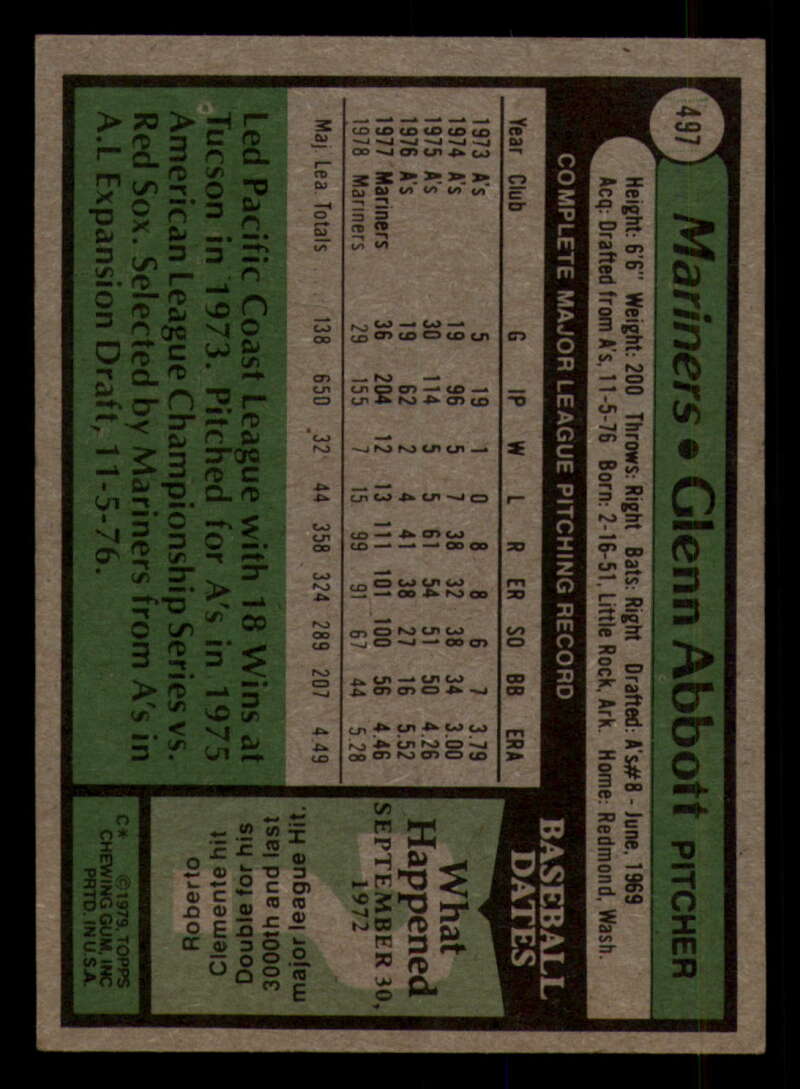 497
Mariners • Glenn Abbott PITCHER
Height: 6'6" Weight: 200 Throws: Right Bats: Right Drafted: A's#8 - June, 1969
Acq: Drafted from A's, 11-5-76 Born: 2-16-51, Little Rock, Ark. Home: Redmond, Wash.
COMPLETE MAJOR LEAGUE PITCHING RECORD
Year Club G IP W L R ER SO BB ERA
1973 A's 5 19 1 0 8 8 6 7 3.79
1974 A's 19 96 5 7 38 32 38 34 3.00
1975 A's 30 114 5 5 61 54 51 50 4.26
1976 A's 19 62 2 4 41 38 27 16 5.52
1977 Mariners 36 204 12 13 111 101 100 56 4.46
1978 Mariners 29 155 7 15 99 91 67 44 5.28
Maj Lea Totals 138 650 32 44 358 324 289 207 4.49
Led Pacific Coast League with 18 Wins at
Tucson in 1973. Pitched for A's in 1975
American League Championship Series vs.
Red Sox. Selected by Mariners from A's in
A.L Expansion Draft, 11-5-76.
BASEBALL
DATES
What
Happened
SEPTEMBER 30,
1972
Roberto
Clemente hit
Double for his
3000th and last
major league Hit.
C* ©1979, TOPPS
CHEWING GUM, INC
PRTD. IN U.S.A.